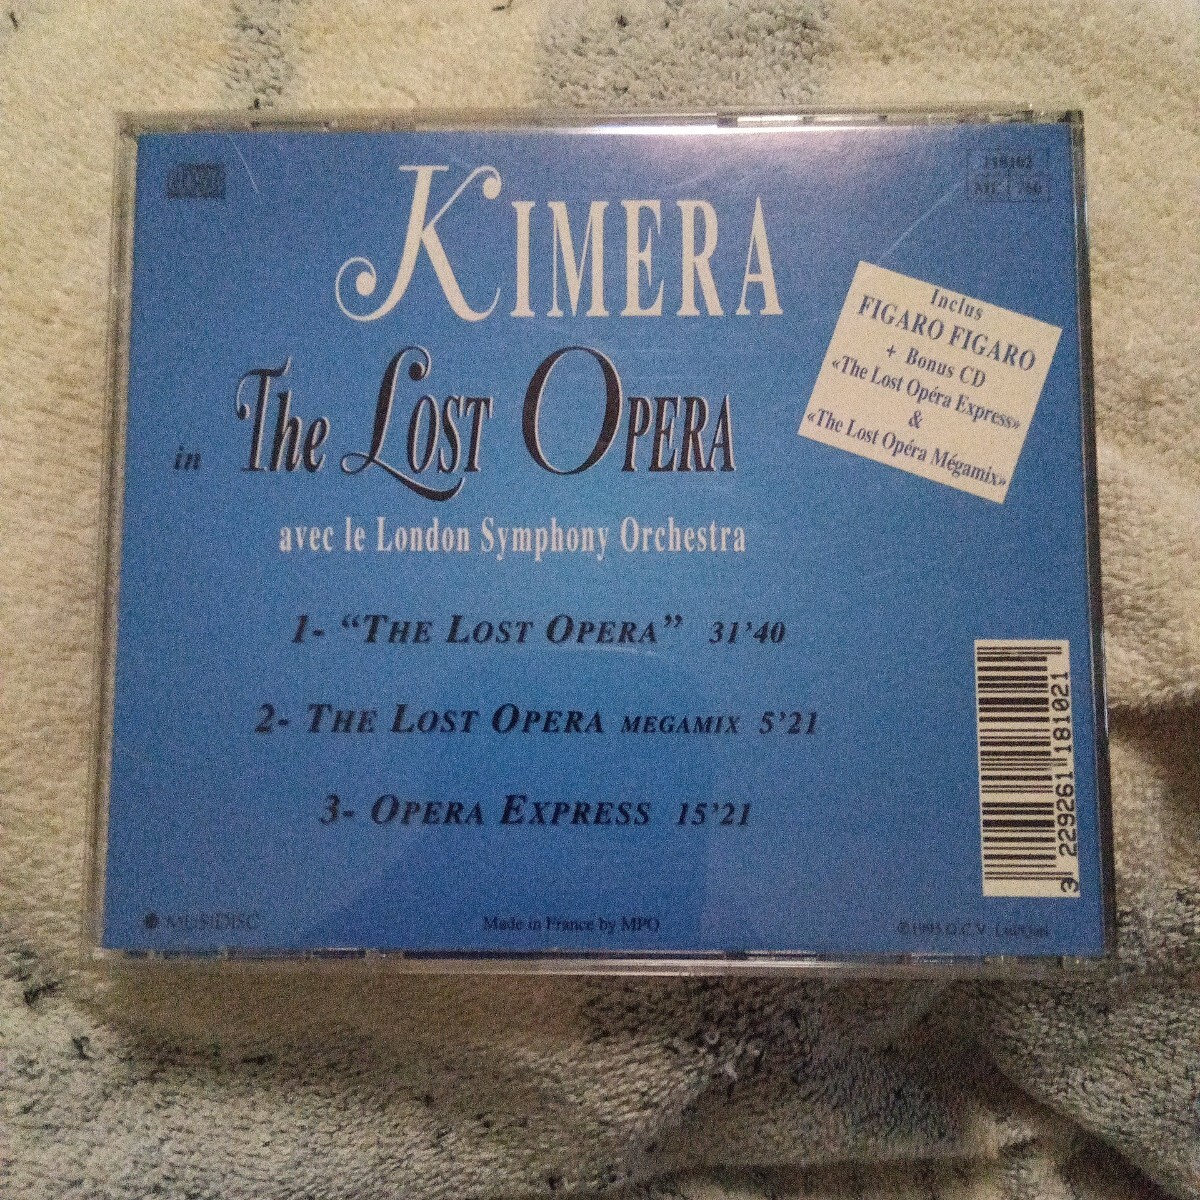 KIMERA
in The LOST OPERA
avec le London Symphony Orchestra
Inclus
FIGARO FIGARO
+ Bonus CD
«The Lost Opéra Express»
&
«The Lost Opéra Mégamix»
1- “THE LOST OPERA” 31’40
2- THE LOST OPERA MEGAMIX 5’21
3- OPERA EXPRESS 15’21
3 229261 181021
MUSIDISC
Made in France by MPO